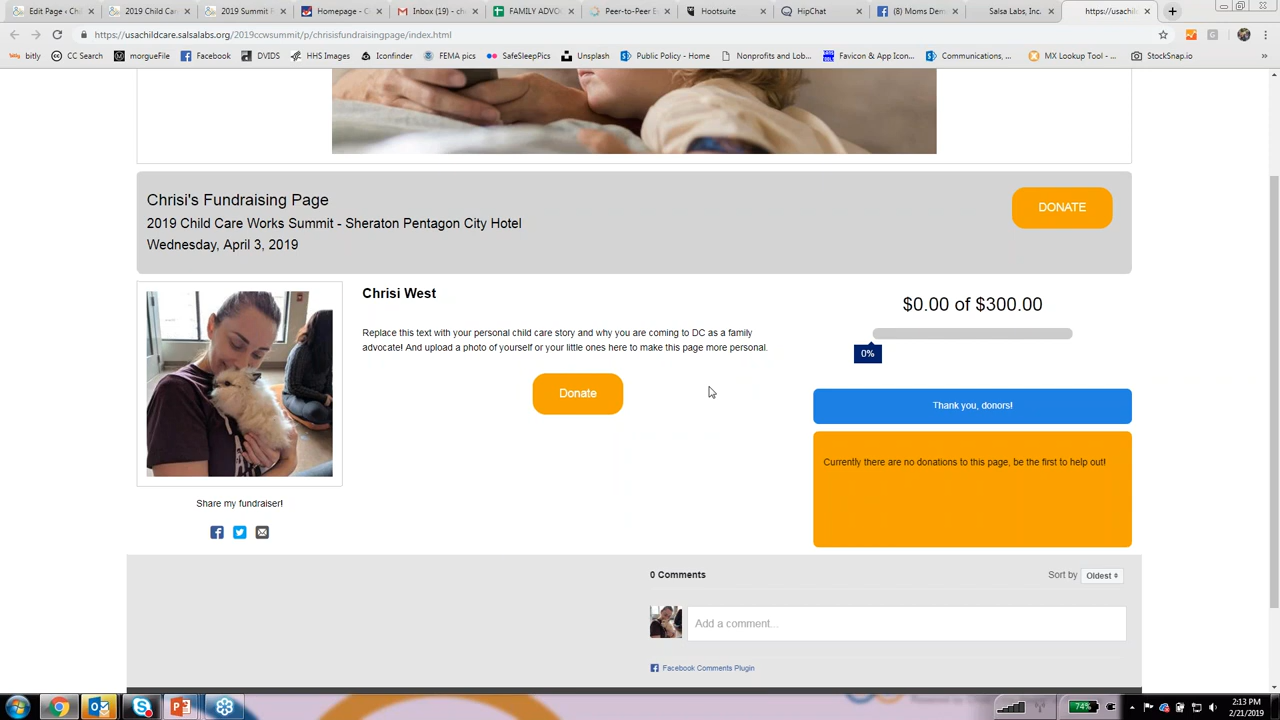 Edit Page - Ch
2019 Summit F
Chrisi's Fundrai
Inbox (19) - ch
FAMILY ADVOC
Peer-to-Peer E
Hootsuite
HipChat
(8) Moms Dem
Salsa Labs, Inc.
https://usachildcare.salsalabs.org/2019ccwsummit/p/chrisisfundraisingpage/index.html
bitly
CC Search
morgueFile
Facebook
DVIDS
HHS Images
Iconfinder
FEMA pics
SafeSleepPics
Unsplash
Public Policy - Home
Nonprofits and Lob...
Favicon & App Icon...
Communications, ...
MX Lookup Tool - ...
StockSnap.io
»
Chrisi's Fundraising Page
2019 Child Care Works Summit - Sheraton Pentagon City Hotel
Wednesday, April 3, 2019
DONATE
Chrisi West
Replace this text with your personal child care story and why you are coming to DC as a family
advocate! And upload a photo of yourself or your little ones here to make this page more personal.
Donate
Share my fundraiser!
$0.00 of $300.00
0%
Thank you, donors!
Currently there are no donations to this page, be the first to help out!
0 Comments
Sort by Oldest
Add a comment...
Facebook Comments Plugin
74%
2:13 PM
2/21/2019